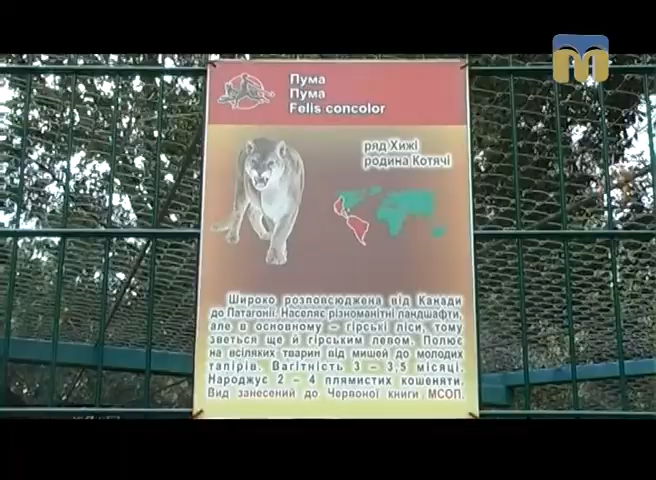 Пума
Пума
Felis concolor
ряд Хижі
родина Котячі
Широко розповсюджена від Канади
до Патагонії. Населяє різноманітні ландшафти,
але в основному – гірські ліси, тому
зветься ще й гірським левом. Полює
на всіляких тварин від мишей до молодих
тапірів. Вагітність 3 – 3,5 місяці.
Народжує 2 – 4 плямистих кошеняти.
Вид занесений до Червоної книги МСОП.